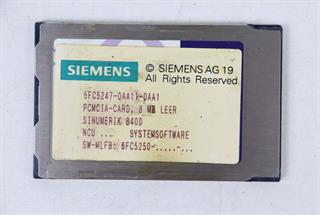 SIEMENS
© SIEMENS AG 19
All Rights Reserved
6FC5247-0AA11-0AA1
PCMCIA-CARD, 8 MB LEER
SINUMERIK 840D
NCU ... SYSTEMSOFTWARE
SW-MLFB: 6FC5250-.....-...